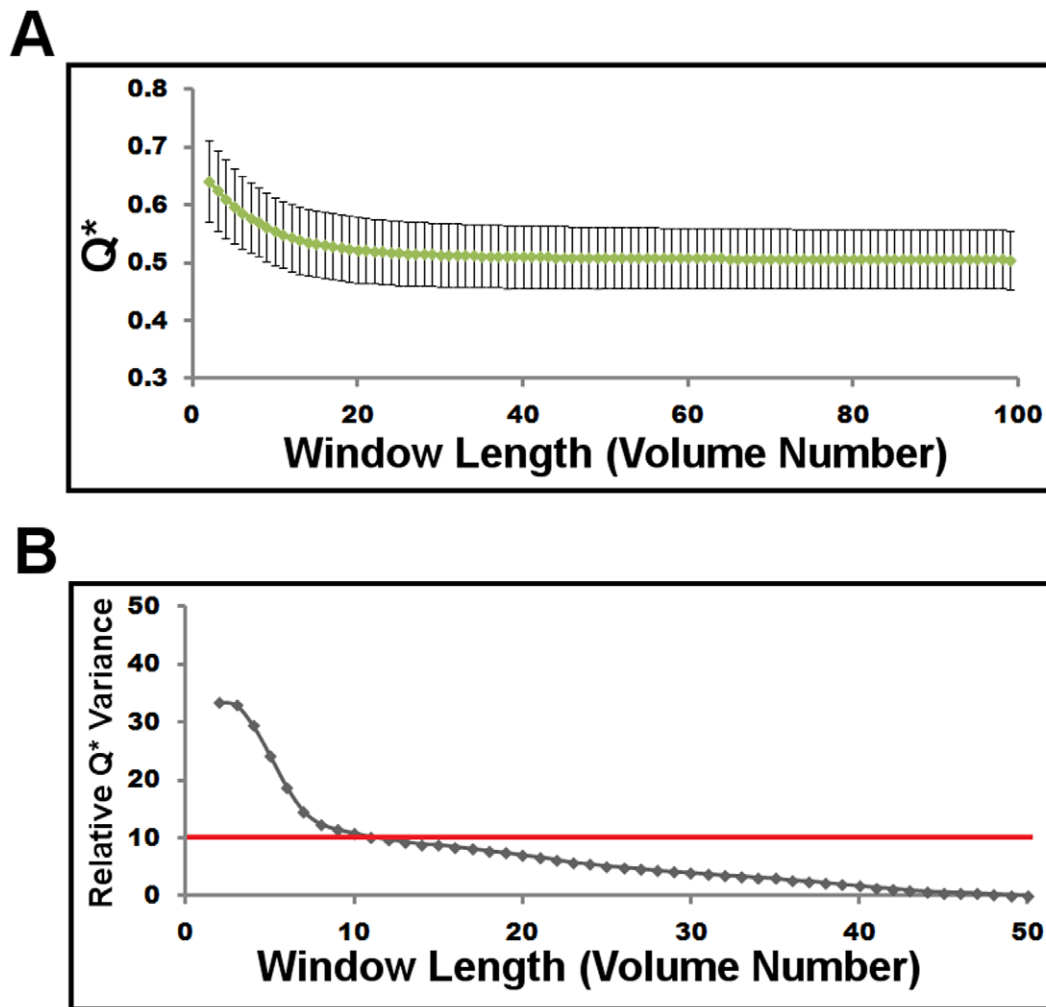 A
0.8
0.7
0.6
0.5
0.4
0.3
Q*
0 20 40 60 80 100
Window Length (Volume Number)
B
50
40
30
20
10
0
Relative Q* Variance
0 10 20 30 40 50
Window Length (Volume Number)